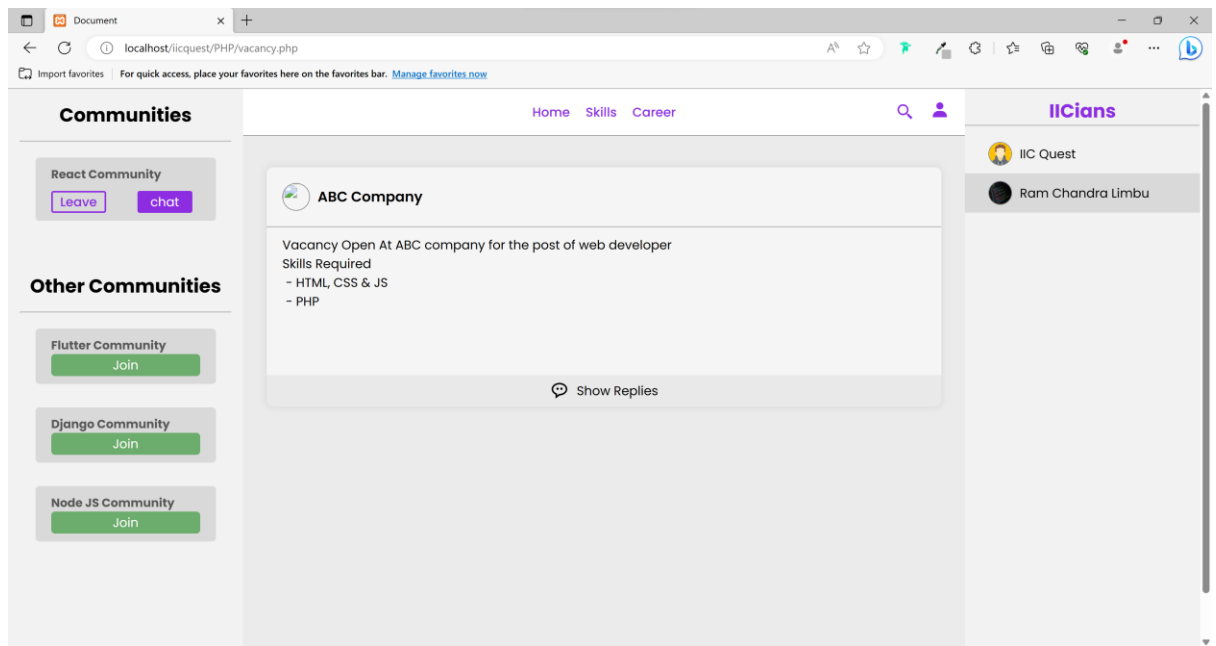 Document
localhost/iicquest/PHP/vacancy.php
Import favorites
For quick access, place your favorites here on the favorites bar. Manage favorites now
Communities
React Community
Leave
chat
Other Communities
Flutter Community
Join
Django Community
Join
Node JS Community
Join
Home Skills Career
ABC Company
Vacancy Open At ABC company for the post of web developer
Skills Required
- HTML, CSS & JS
- PHP
Show Replies
IICians
IIC Quest
Ram Chandra Limbu